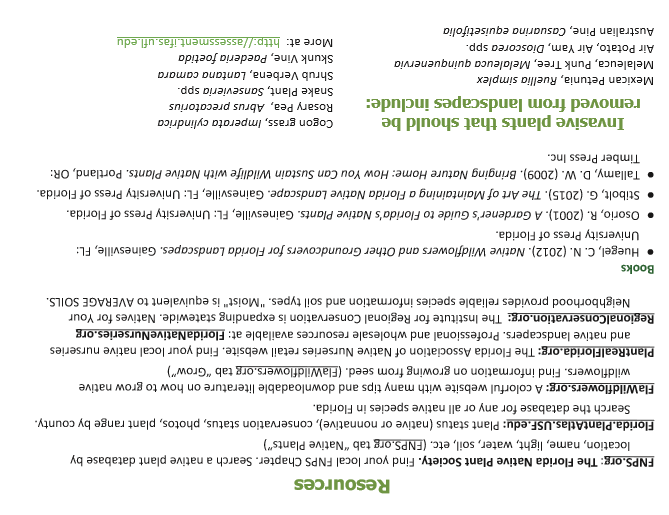 Resources
FNPS.org: The Florida Native Plant Society. Find your local FNPS Chapter. Search a native plant database by
location, name, light, water, soil, etc. (FNPS.org tab "Native Plants")
Florida.PlantAtlas.USF.edu: Plant status (native or nonnative), conservation status, photos, plant range by county.
Search the database for any or all native species in Florida.
FlaWildflowers.org: A colorful website with many tips and downloadable literature on how to grow native
wildflowers. Find information on growing from seed. (FlaWildflowers.org tab "Grow")
PlantRealFlorida.org: The Florida Association of Native Nurseries retail website. Find your local native nurseries
and native landscapers. Professional and wholesale resources available at: FloridaNativeNurseries.org
RegionalConservation.org: The Institute for Regional Conservation is expanding statewide. Natives for Your
Neighborhood provides reliable species information and soil types. "Moist" is equivalent to AVERAGE SOILS.
Books
• Huegel, C. N. (2012). Native Wildflowers and Other Groundcovers for Florida Landscapes. Gainesville, FL:
University Press of Florida.
• Osorio, R. (2001). A Gardener's Guide to Florida's Native Plants. Gainesville, FL: University Press of Florida.
• Stibolt, G. (2015). The Art of Maintaining a Florida Native Landscape. Gainesville, FL: University Press of Florida.
• Tallamy, D. W. (2009). Bringing Nature Home: How You Can Sustain Wildlife with Native Plants. Portland, OR:
Timber Press Inc.
Invasive plants that should be
removed from landscapes include:
Mexican Petunia, Ruellia simplex
Melaleuca, Punk Tree, Melaleuca quinquenervia
Air Potato, Air Yam, Dioscorea spp.
Australian Pine, Casuarina equisetifolia
Cogon grass, Imperata cylindrica
Rosary Pea, Abrus precatorius
Snake Plant, Sansevieria spp.
Shrub Verbena, Lantana camara
Skunk Vine, Paederia foetida
More at: http://assessment.ifas.ufl.edu